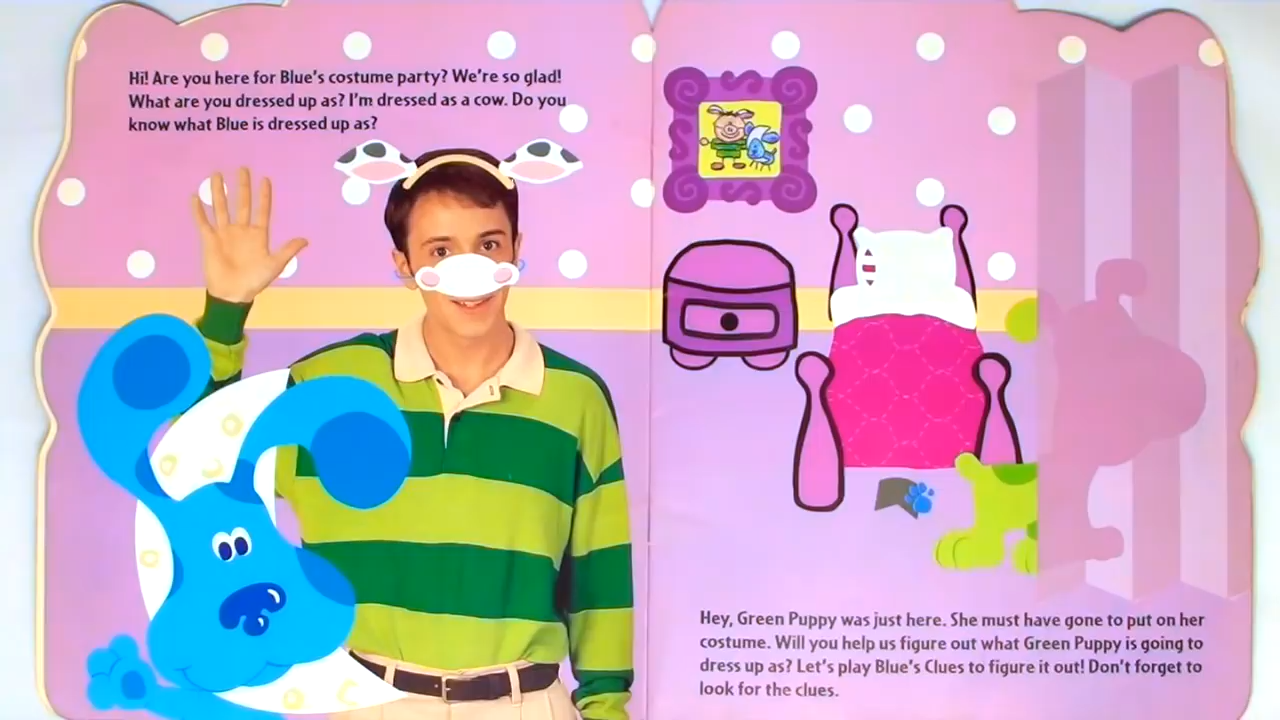 Hi! Are you here for Blue's costume party? We're so glad!
What are you dressed up as? I'm dressed as a cow. Do you
know what Blue is dressed up as?
Hey, Green Puppy was just here. She must have gone to put on her
costume. Will you help us figure out what Green Puppy is going to
dress up as? Let's play Blue's Clues to figure it out! Don't forget to
look for the clues.